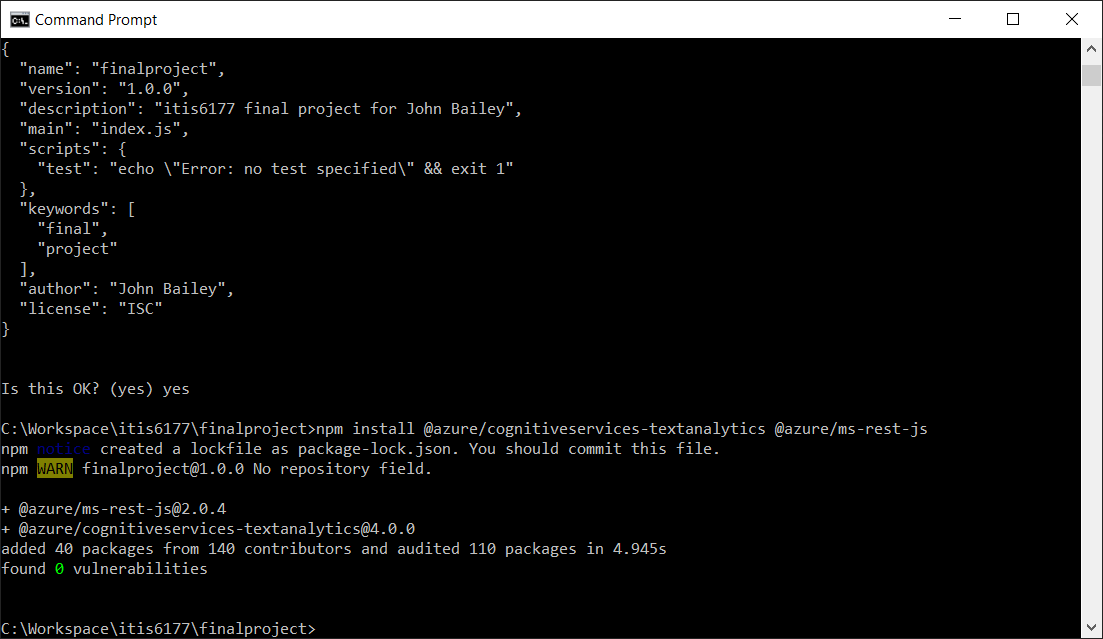 Command Prompt
{
  "name": "finalproject",
  "version": "1.0.0",
  "description": "itis6177 final project for John Bailey",
  "main": "index.js",
  "scripts": {
    "test": "echo \"Error: no test specified\" && exit 1"
  },
  "keywords": [
    "final",
    "project"
  ],
  "author": "John Bailey",
  "license": "ISC"
}
Is this OK? (yes) yes
C:\Workspace\itis6177\finalproject>npm install @azure/cognitiveservices-textanalytics @azure/ms-rest-js
npm notice created a lockfile as package-lock.json. You should commit this file.
npm WARN finalproject@1.0.0 No repository field.
+ @azure/ms-rest-js@2.0.4
+ @azure/cognitiveservices-textanalytics@4.0.0
added 40 packages from 140 contributors and audited 110 packages in 4.945s
found 0 vulnerabilities
C:\Workspace\itis6177\finalproject>